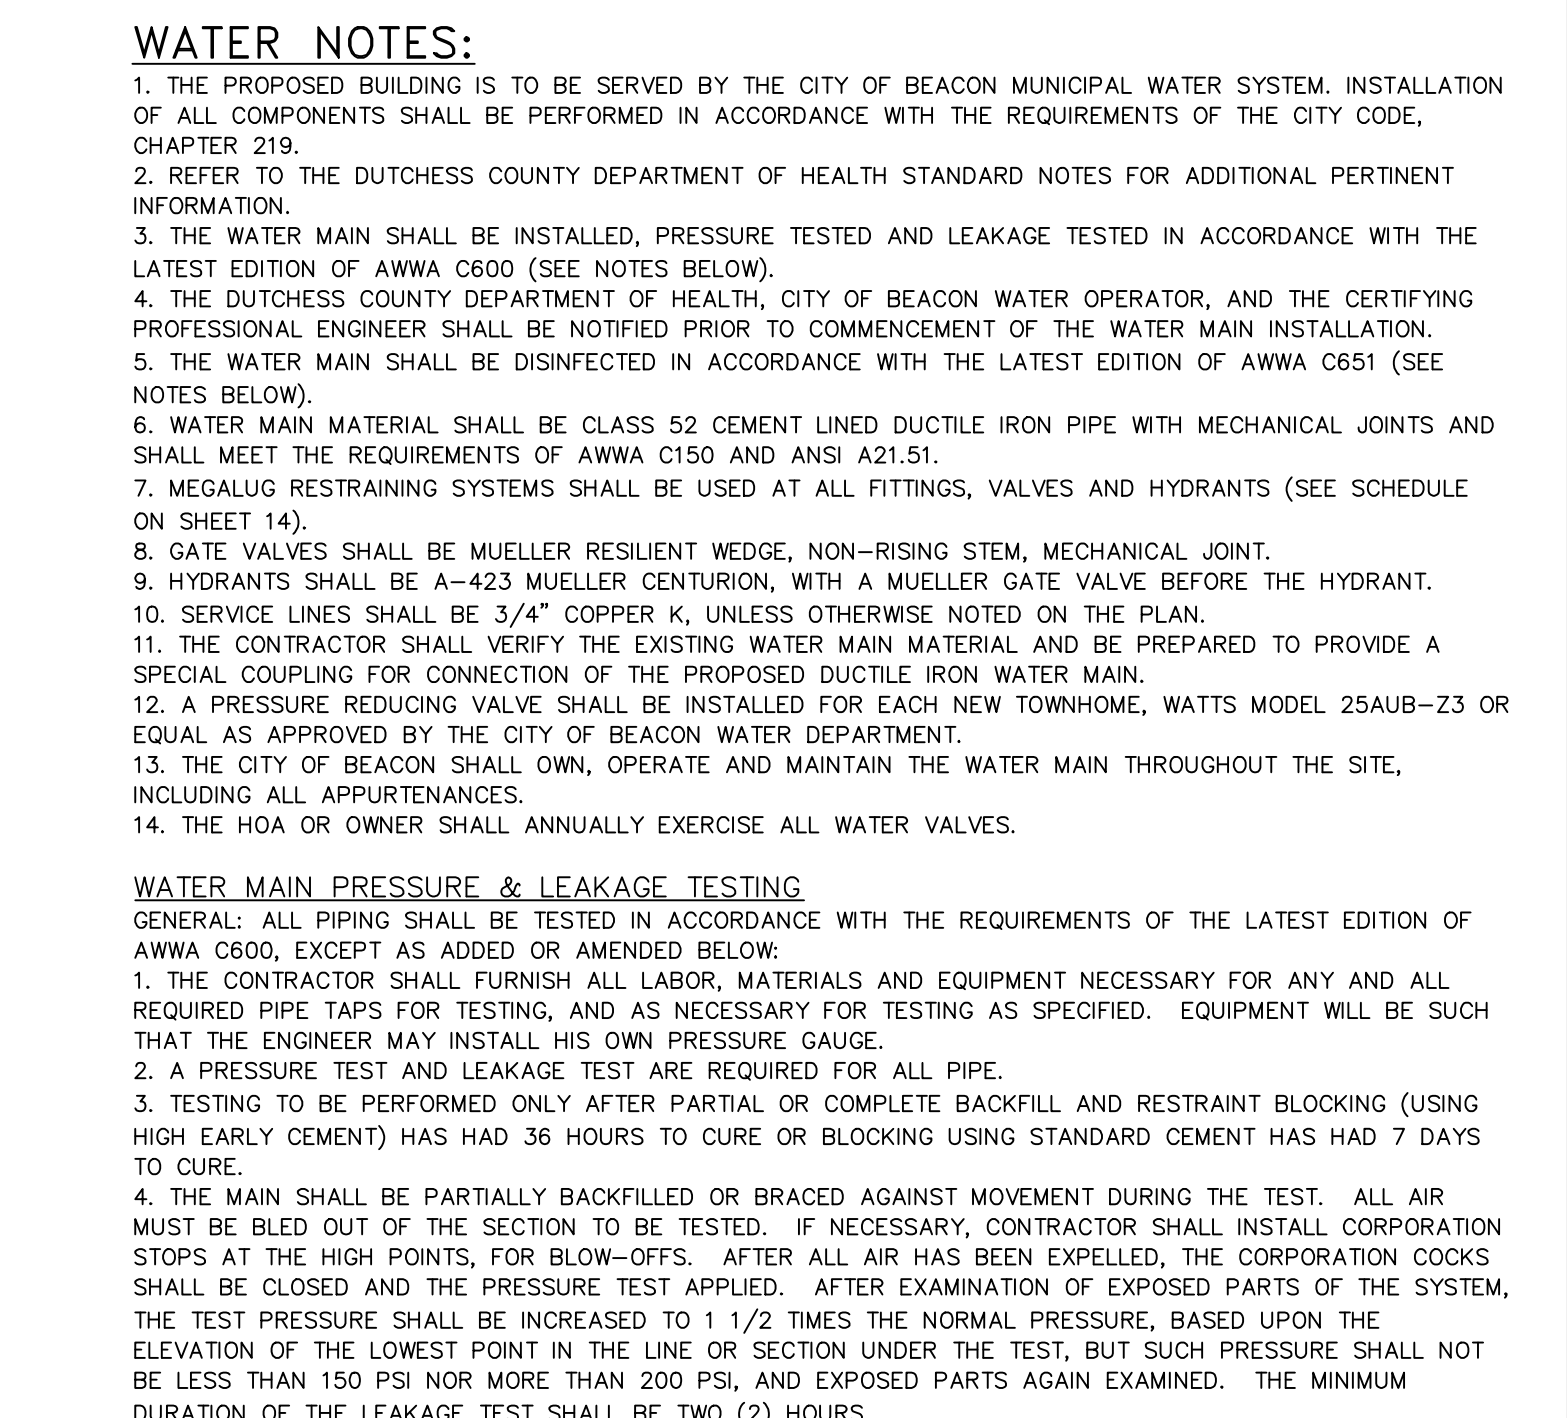 WATER NOTES:
1. THE PROPOSED BUILDING IS TO BE SERVED BY THE CITY OF BEACON MUNICIPAL WATER SYSTEM. INSTALLATION
OF ALL COMPONENTS SHALL BE PERFORMED IN ACCORDANCE WITH THE REQUIREMENTS OF THE CITY CODE,
CHAPTER 219.
2. REFER TO THE DUTCHESS COUNTY DEPARTMENT OF HEALTH STANDARD NOTES FOR ADDITIONAL PERTINENT
INFORMATION.
3. THE WATER MAIN SHALL BE INSTALLED, PRESSURE TESTED AND LEAKAGE TESTED IN ACCORDANCE WITH THE
LATEST EDITION OF AWWA C600 (SEE NOTES BELOW).
4. THE DUTCHESS COUNTY DEPARTMENT OF HEALTH, CITY OF BEACON WATER OPERATOR, AND THE CERTIFYING
PROFESSIONAL ENGINEER SHALL BE NOTIFIED PRIOR TO COMMENCEMENT OF THE WATER MAIN INSTALLATION.
5. THE WATER MAIN SHALL BE DISINFECTED IN ACCORDANCE WITH THE LATEST EDITION OF AWWA C651 (SEE
NOTES BELOW).
6. WATER MAIN MATERIAL SHALL BE CLASS 52 CEMENT LINED DUCTILE IRON PIPE WITH MECHANICAL JOINTS AND
SHALL MEET THE REQUIREMENTS OF AWWA C150 AND ANSI A21.51.
7. MEGALUG RESTRAINING SYSTEMS SHALL BE USED AT ALL FITTINGS, VALVES AND HYDRANTS (SEE SCHEDULE
ON SHEET 14).
8. GATE VALVES SHALL BE MUELLER RESILIENT WEDGE, NON-RISING STEM, MECHANICAL JOINT.
9. HYDRANTS SHALL BE A-423 MUELLER CENTURION, WITH A MUELLER GATE VALVE BEFORE THE HYDRANT.
10. SERVICE LINES SHALL BE 3/4" COPPER K, UNLESS OTHERWISE NOTED ON THE PLAN.
11. THE CONTRACTOR SHALL VERIFY THE EXISTING WATER MAIN MATERIAL AND BE PREPARED TO PROVIDE A
SPECIAL COUPLING FOR CONNECTION OF THE PROPOSED DUCTILE IRON WATER MAIN.
12. A PRESSURE REDUCING VALVE SHALL BE INSTALLED FOR EACH NEW TOWNHOME, WATTS MODEL 25AUB-Z3 OR
EQUAL AS APPROVED BY THE CITY OF BEACON WATER DEPARTMENT.
13. THE CITY OF BEACON SHALL OWN, OPERATE AND MAINTAIN THE WATER MAIN THROUGHOUT THE SITE,
INCLUDING ALL APPURTENANCES.
14. THE HOA OR OWNER SHALL ANNUALLY EXERCISE ALL WATER VALVES.
WATER MAIN PRESSURE & LEAKAGE TESTING
GENERAL: ALL PIPING SHALL BE TESTED IN ACCORDANCE WITH THE REQUIREMENTS OF THE LATEST EDITION OF
AWWA C600, EXCEPT AS ADDED OR AMENDED BELOW:
1. THE CONTRACTOR SHALL FURNISH ALL LABOR, MATERIALS AND EQUIPMENT NECESSARY FOR ANY AND ALL
REQUIRED PIPE TAPS FOR TESTING, AND AS NECESSARY FOR TESTING AS SPECIFIED. EQUIPMENT WILL BE SUCH
THAT THE ENGINEER MAY INSTALL HIS OWN PRESSURE GAUGE.
2. A PRESSURE TEST AND LEAKAGE TEST ARE REQUIRED FOR ALL PIPE.
3. TESTING TO BE PERFORMED ONLY AFTER PARTIAL OR COMPLETE BACKFILL AND RESTRAINT BLOCKING (USING
HIGH EARLY CEMENT) HAS HAD 36 HOURS TO CURE OR BLOCKING USING STANDARD CEMENT HAS HAD 7 DAYS
TO CURE.
4. THE MAIN SHALL BE PARTIALLY BACKFILLED OR BRACED AGAINST MOVEMENT DURING THE TEST. ALL AIR
MUST BE BLED OUT OF THE SECTION TO BE TESTED. IF NECESSARY, CONTRACTOR SHALL INSTALL CORPORATION
STOPS AT THE HIGH POINTS, FOR BLOW-OFFS. AFTER ALL AIR HAS BEEN EXPELLED, THE CORPORATION COCKS
SHALL BE CLOSED AND THE PRESSURE TEST APPLIED. AFTER EXAMINATION OF EXPOSED PARTS OF THE SYSTEM,
THE TEST PRESSURE SHALL BE INCREASED TO 1 1/2 TIMES THE NORMAL PRESSURE, BASED UPON THE
ELEVATION OF THE LOWEST POINT IN THE LINE OR SECTION UNDER THE TEST, BUT SUCH PRESSURE SHALL NOT
BE LESS THAN 150 PSI NOR MORE THAN 200 PSI, AND EXPOSED PARTS AGAIN EXAMINED. THE MINIMUM
DURATION OF THE LEAKAGE TEST SHALL BE TWO (2) HOURS